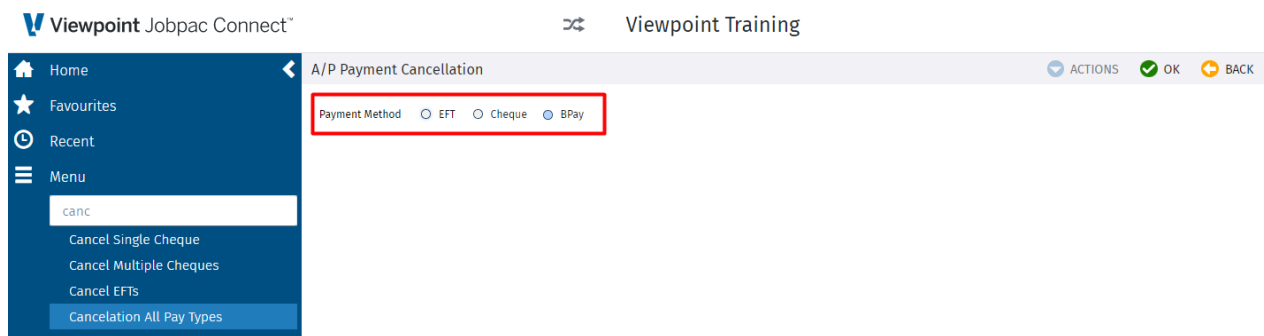 Viewpoint Jobpac Connect™
Viewpoint Training
Home
Favourites
Recent
Menu
canc
Cancel Single Cheque
Cancel Multiple Cheques
Cancel EFTs
Cancelation All Pay Types
A/P Payment Cancellation
ACTIONS OK BACK
Payment Method EFT Cheque BPay